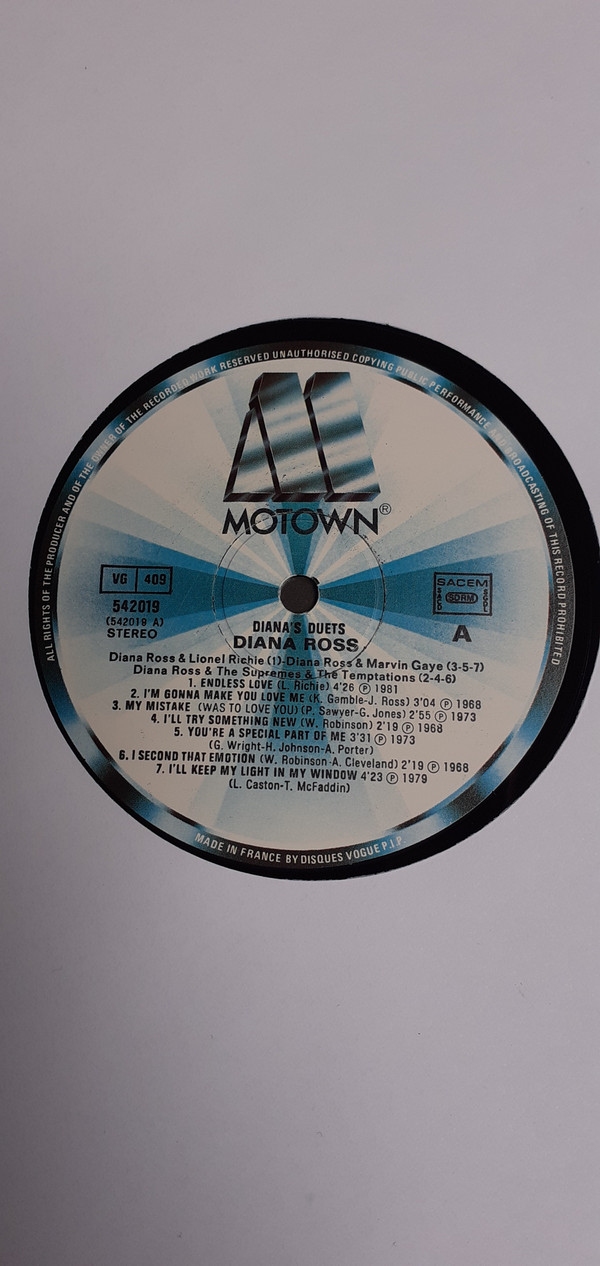 ALL RIGHTS OF THE PRODUCER AND OF THE OWNER OF THE RECORDED WORK RESERVED UNAUTHORISED COPYING PUBLIC PERFORMANCE AND BROADCASTING OF THIS RECORD PROHIBITED
M
MOTOWN®
VG 409
542019
(542019 A)
STEREO
SACEM
SACD SDRM SGDL
A
DIANA'S DUETS
DIANA ROSS
Diana Ross & Lionel Richie (1)-Diana Ross & Marvin Gaye (3-5-7)
Diana Ross & The Supremes & The Temptations (2-4-6)
1. ENDLESS LOVE (L. Richie) 4'26 ℗ 1981
2. I'M GONNA MAKE YOU LOVE ME (K. Gamble-J. Ross) 3'04 ℗ 1968
3. MY MISTAKE (WAS TO LOVE YOU) (P. Sawyer-G. Jones) 2'55 ℗ 1973
4. I'LL TRY SOMETHING NEW (W. Robinson) 2'19 ℗ 1968
5. YOU'RE A SPECIAL PART OF ME 3'31 ℗ 1973
(G. Wright-H. Johnson-A. Porter)
6. I SECOND THAT EMOTION (W. Robinson-A. Cleveland) 2'19 ℗ 1968
7. I'LL KEEP MY LIGHT IN MY WINDOW 4'23 ℗ 1979
(L. Caston-T. McFaddin)
MADE IN FRANCE BY DISQUES VOGUE P.I.P.